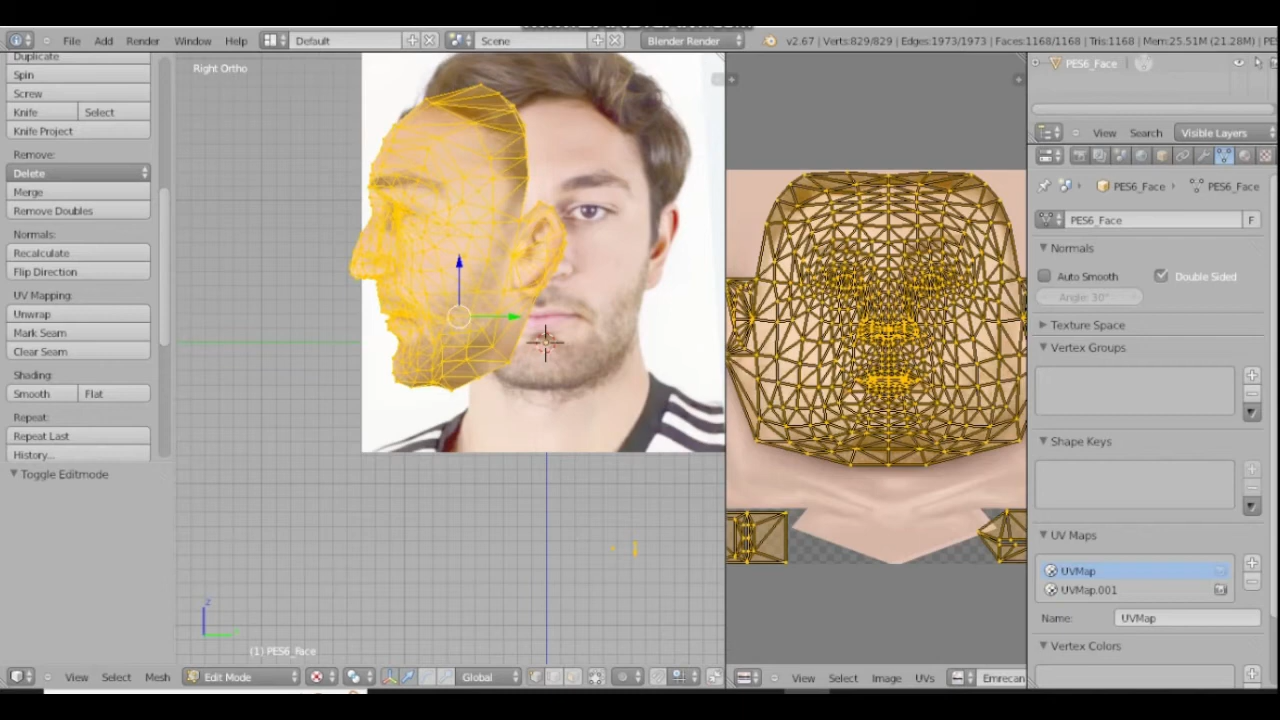 File Add Render Window Help Default Scene Blender Render v2.67 | Verts:829/829 | Edges:1973/1973 | Faces:1168/1168 | Tris:1168 | Mem:25.51M (21.28M) | PE
Duplicate
Spin
Screw
Knife Select
Knife Project
Remove:
Delete
Merge
Remove Doubles
Normals:
Recalculate
Flip Direction
UV Mapping:
Unwrap
Mark Seam
Clear Seam
Shading:
Smooth Flat
Repeat:
Repeat Last
History...
Toggle Editmode
Right Ortho
z
(1) PES6_Face
View Select Mesh Edit Mode Global
View Select Image UVs Emrecan
PES6_Face
View Search Visible Layers
PES6_Face PES6_Face
PES6_Face F
Normals
Auto Smooth Double Sided
Angle: 30°
Texture Space
Vertex Groups
Shape Keys
UV Maps
UVMap
UVMap.001
Name: UVMap
Vertex Colors